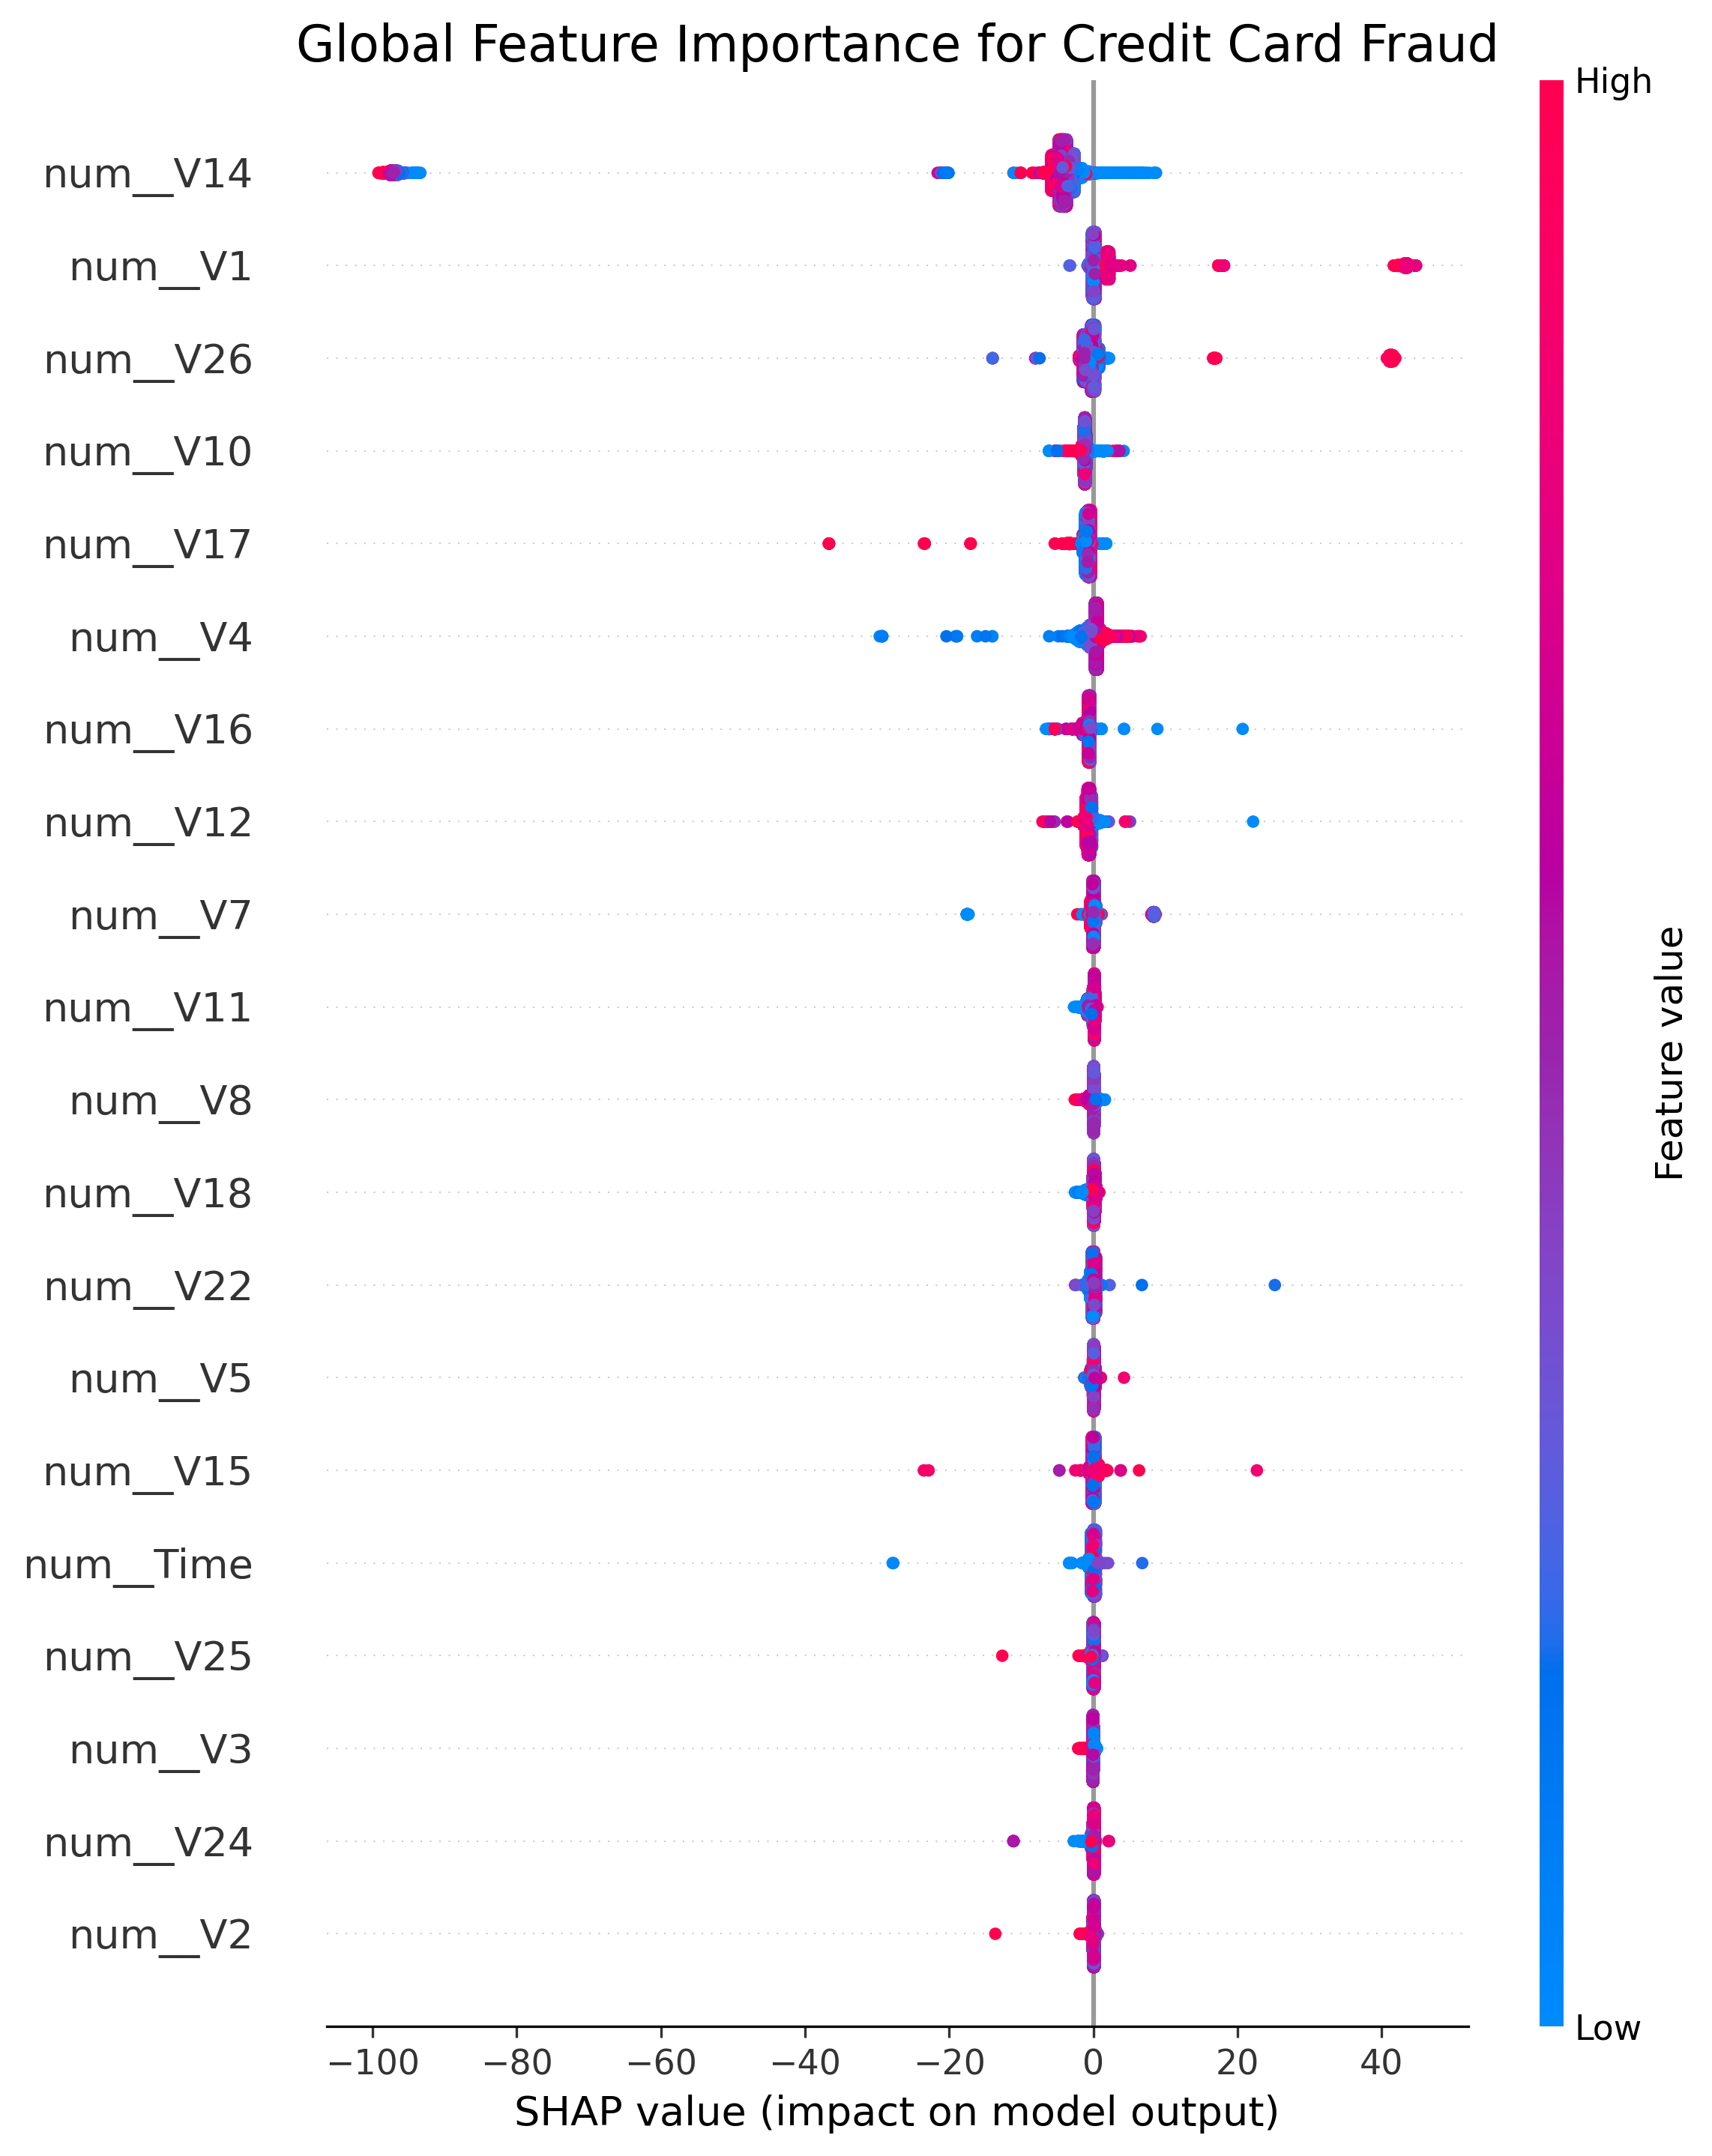 Global Feature Importance for Credit Card Fraud
High
num__V14
num__V1
num__V26
num__V10
num__V17
num__V4
num__V16
num__V12
num__V7
num__V11
num__V8
num__V18
num__V22
num__V5
num__V15
num__Time
num__V25
num__V3
num__V24
num__V2
Feature value
Low
−100 −80 −60 −40 −20 0 20 40
SHAP value (impact on model output)